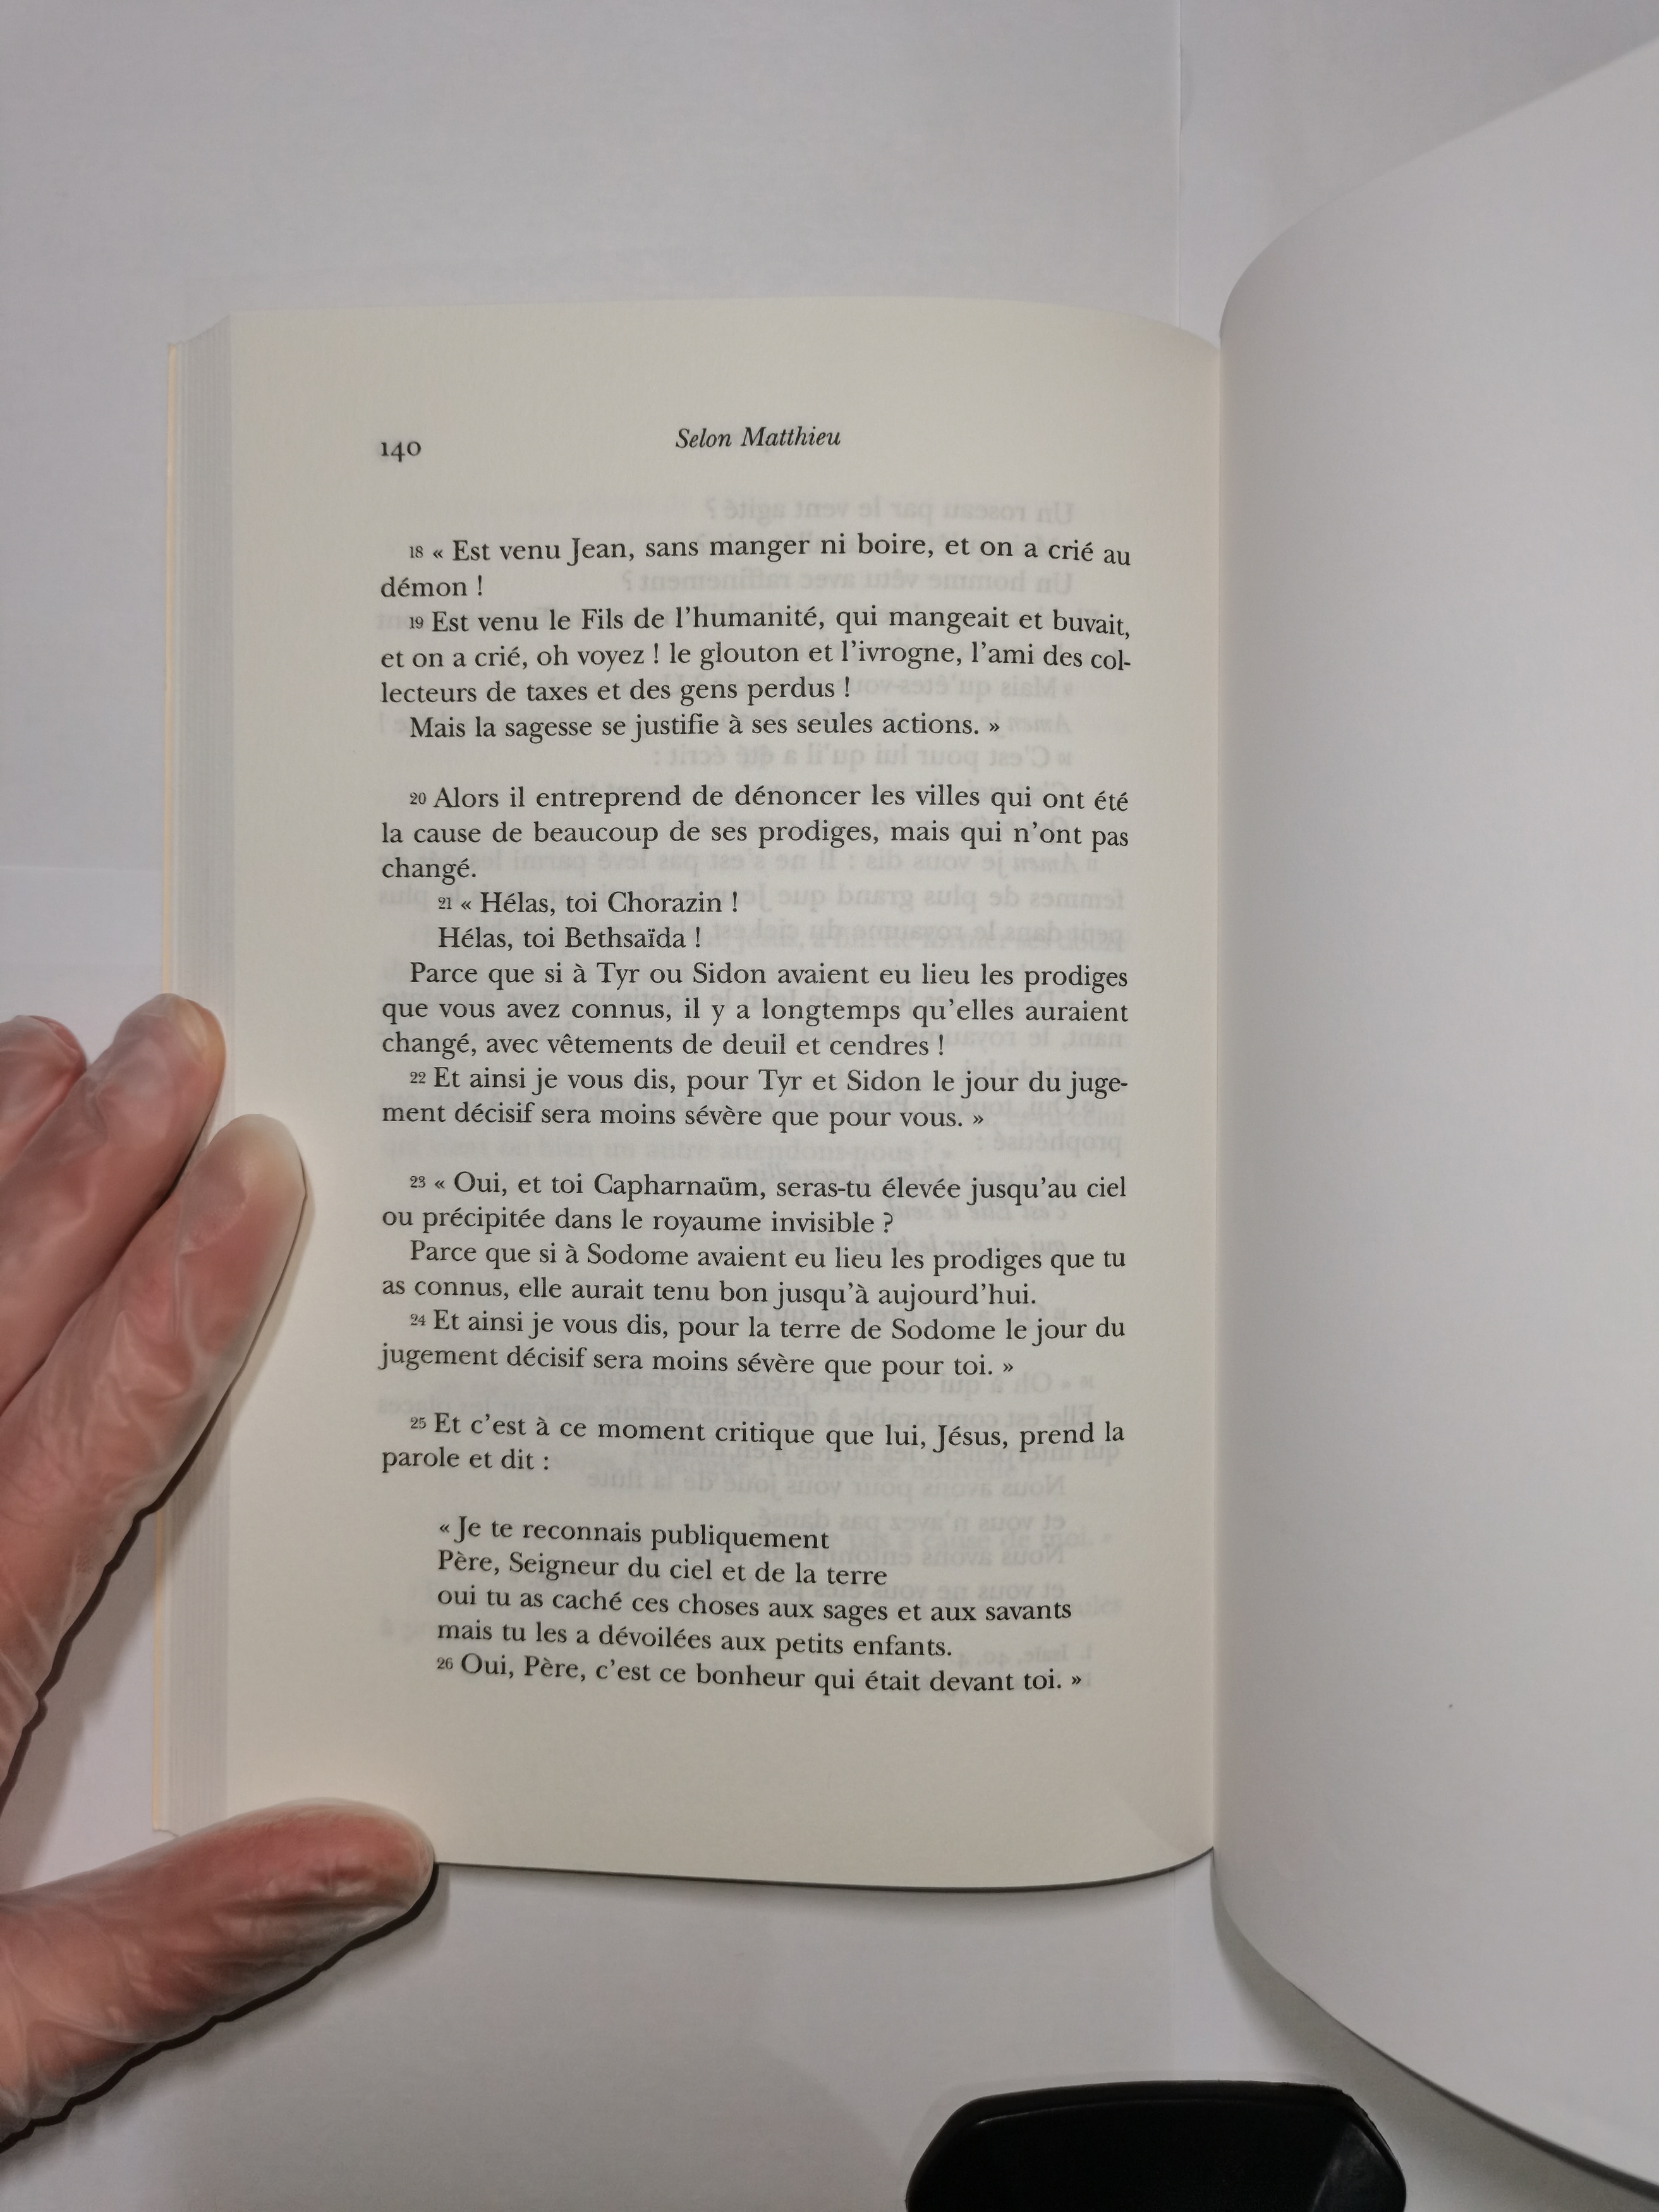 140
Selon Matthieu
18 « Est venu Jean, sans manger ni boire, et on a crié au
démon !
19 Est venu le Fils de l’humanité, qui mangeait et buvait,
et on a crié, oh voyez ! le glouton et l’ivrogne, l’ami des col-
lecteurs de taxes et des gens perdus !
Mais la sagesse se justifie à ses seules actions. »
20 Alors il entreprend de dénoncer les villes qui ont été
la cause de beaucoup de ses prodiges, mais qui n’ont pas
changé.
21 « Hélas, toi Chorazin !
Hélas, toi Bethsaïda !
Parce que si à Tyr ou Sidon avaient eu lieu les prodiges
que vous avez connus, il y a longtemps qu’elles auraient
changé, avec vêtements de deuil et cendres !
22 Et ainsi je vous dis, pour Tyr et Sidon le jour du juge-
ment décisif sera moins sévère que pour vous. »
23 « Oui, et toi Capharnaüm, seras-tu élevée jusqu’au ciel
ou précipitée dans le royaume invisible ?
Parce que si à Sodome avaient eu lieu les prodiges que tu
as connus, elle aurait tenu bon jusqu’à aujourd’hui.
24 Et ainsi je vous dis, pour la terre de Sodome le jour du
jugement décisif sera moins sévère que pour toi. »
25 Et c’est à ce moment critique que lui, Jésus, prend la
parole et dit :
« Je te reconnais publiquement
Père, Seigneur du ciel et de la terre
oui tu as caché ces choses aux sages et aux savants
mais tu les a dévoilées aux petits enfants.
26 Oui, Père, c’est ce bonheur qui était devant toi. »